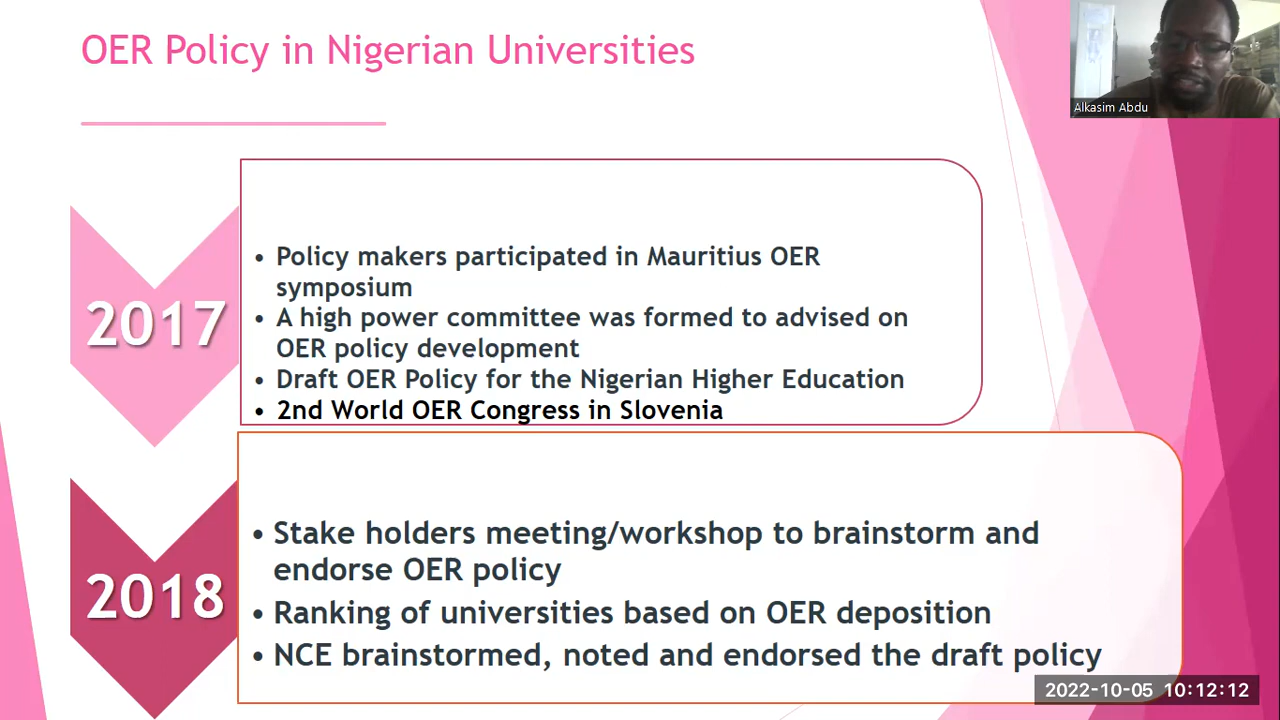 OER Policy in Nigerian Universities
Alkasim Abdu
2017
• Policy makers participated in Mauritius OER
symposium
• A high power committee was formed to advised on
OER policy development
• Draft OER Policy for the Nigerian Higher Education
• 2nd World OER Congress in Slovenia
2018
• Stake holders meeting/workshop to brainstorm and
endorse OER policy
• Ranking of universities based on OER deposition
• NCE brainstormed, noted and endorsed the draft policy
2022-10-05 10:12:12